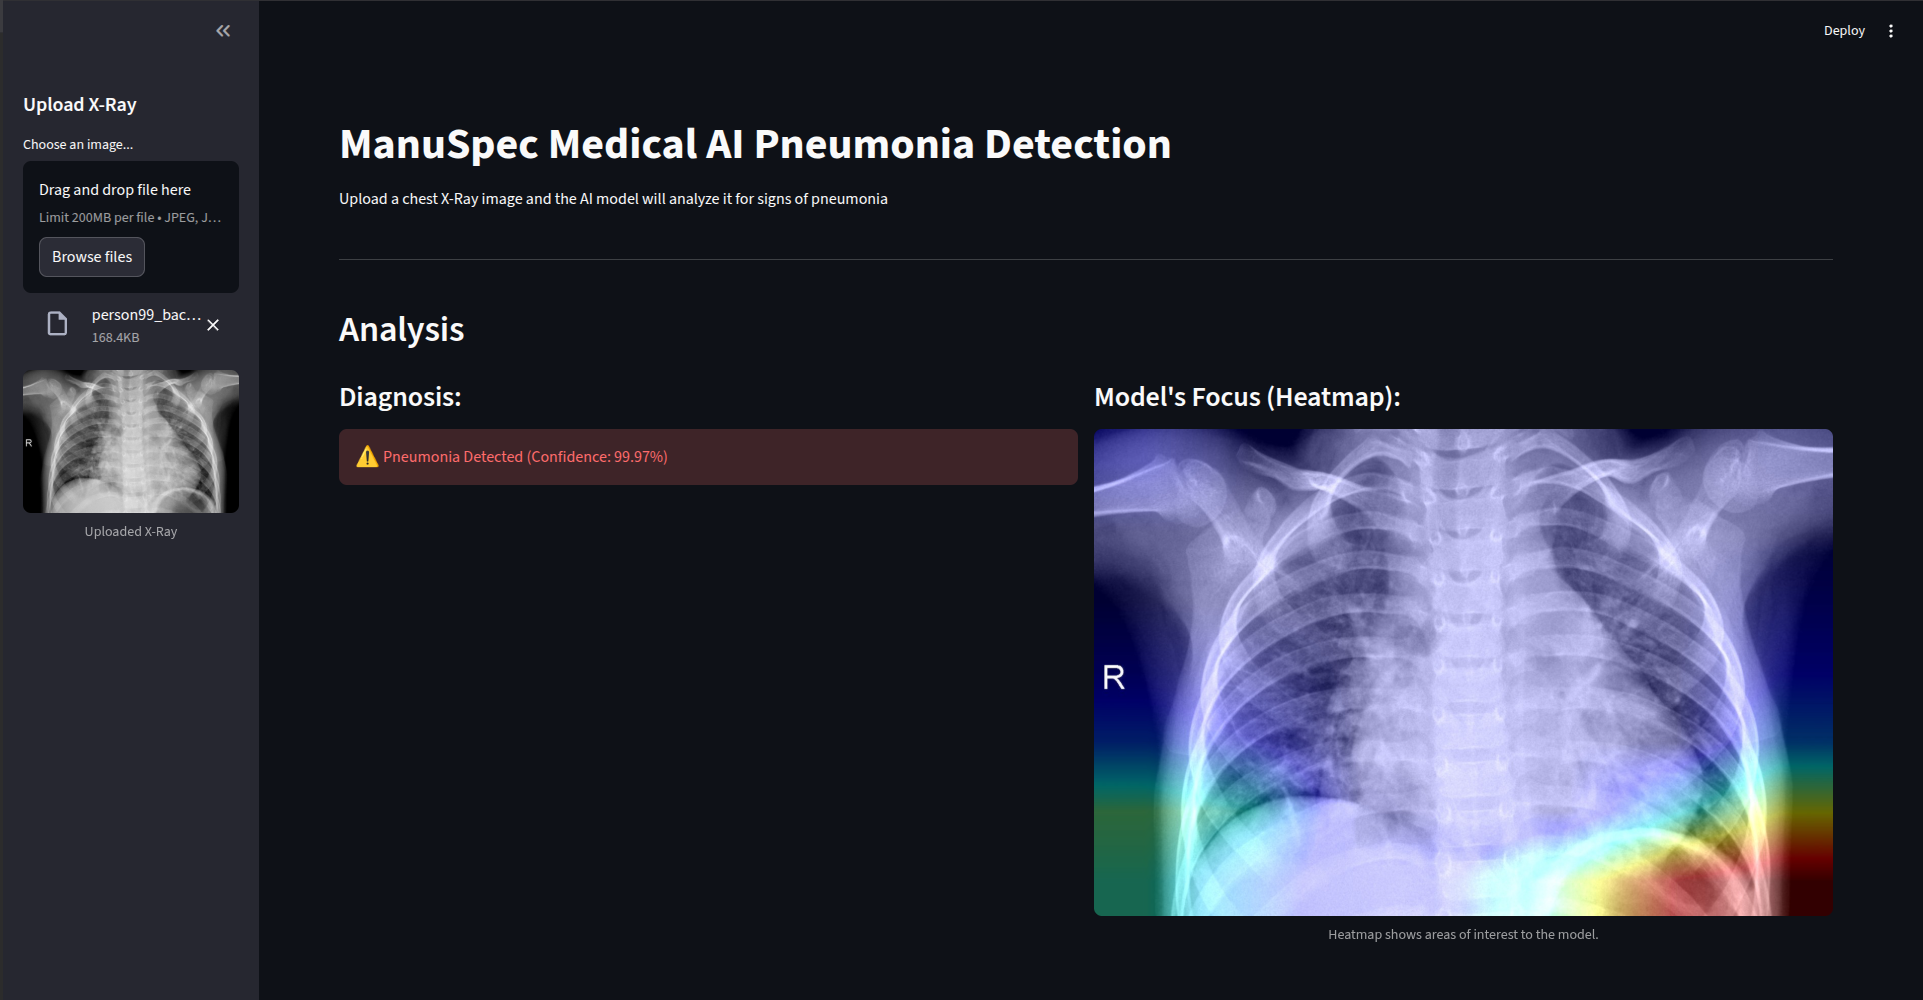 Deploy
Upload X-Ray
Choose an image...
Drag and drop file here
Limit 200MB per file • JPEG, J...
Browse files
person99_bac...
168.4KB
R
Uploaded X-Ray
ManuSpec Medical AI Pneumonia Detection
Upload a chest X-Ray image and the AI model will analyze it for signs of pneumonia
Analysis
Diagnosis:
⚠️ Pneumonia Detected (Confidence: 99.97%)
Model's Focus (Heatmap):
R
Heatmap shows areas of interest to the model.